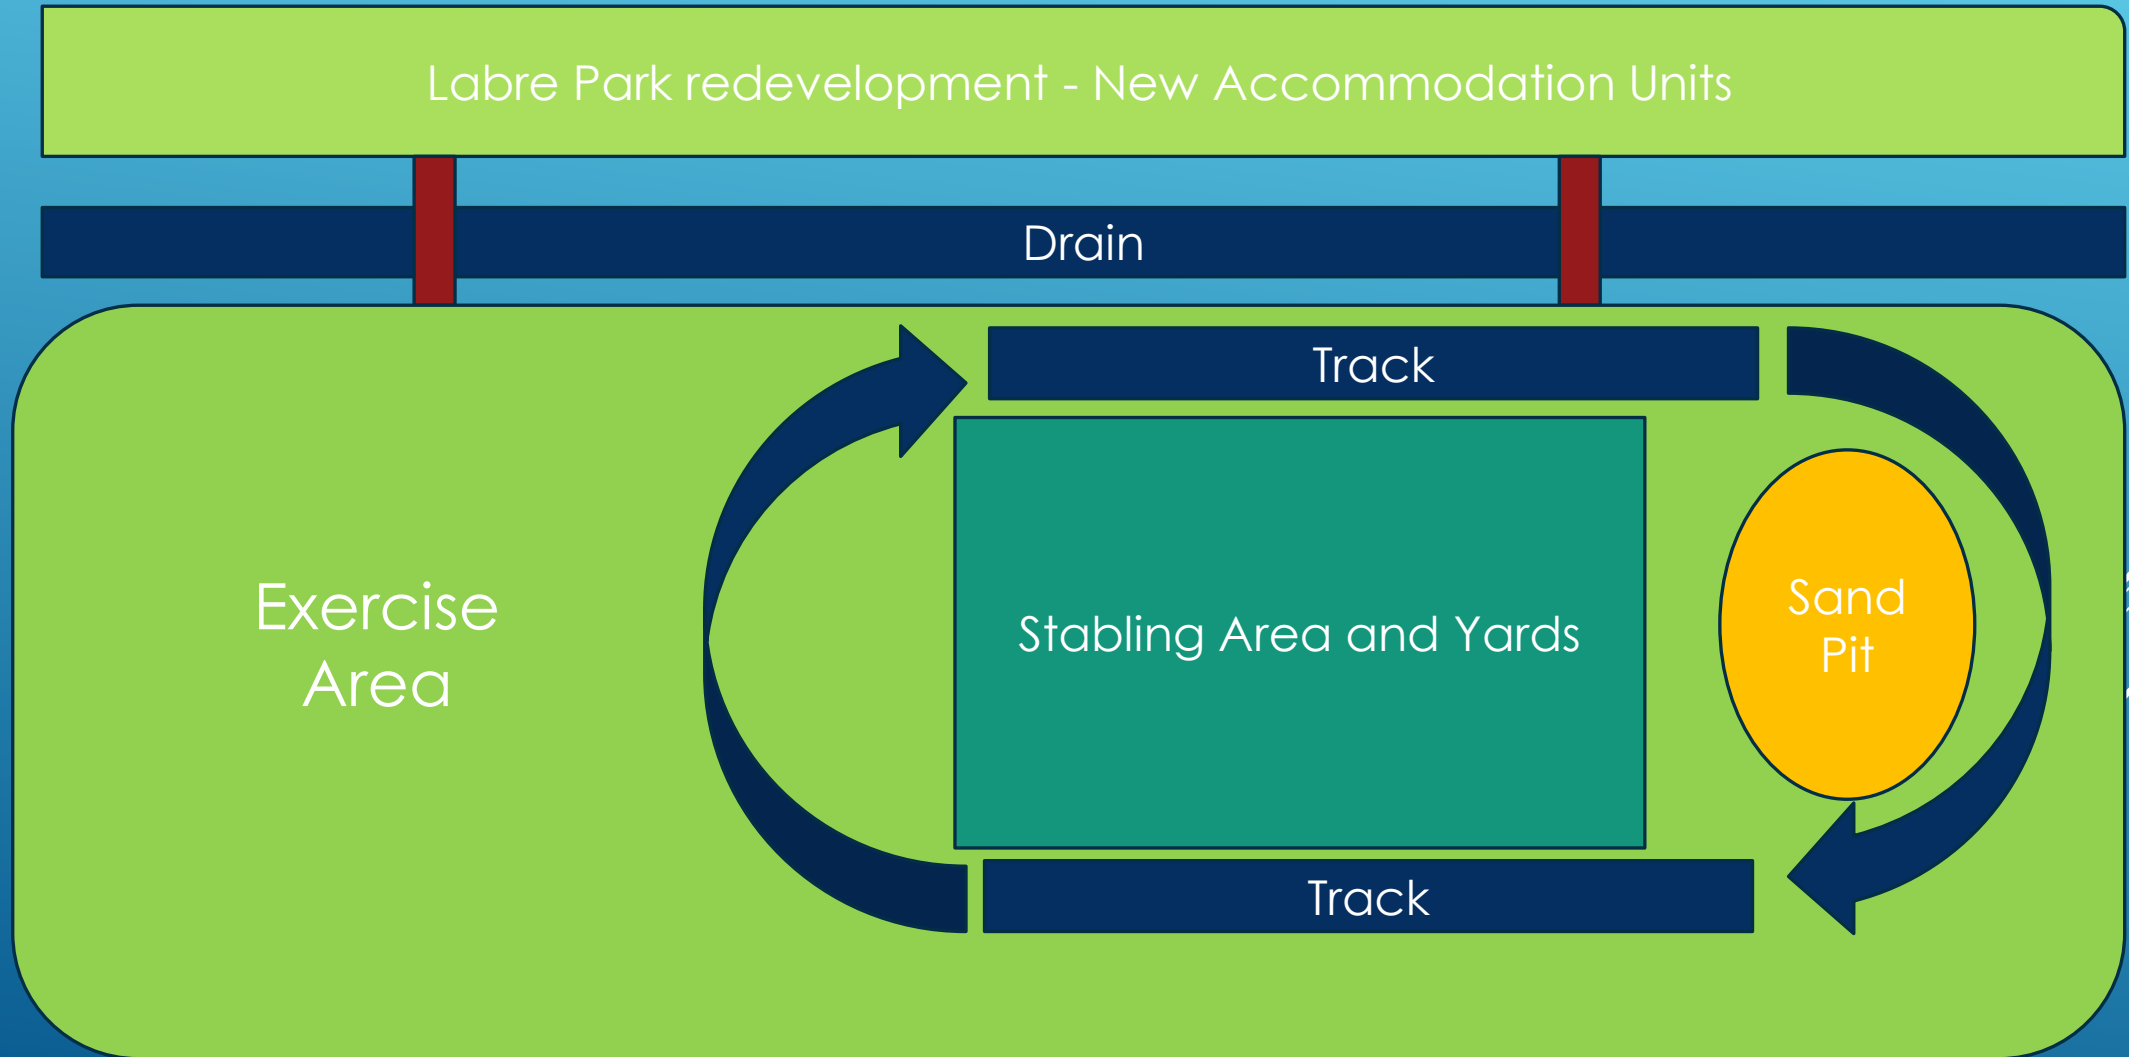 Labre Park redevelopment - New Accommodation Units
Drain
Track
Exercise
Area
Stabling Area and Yards
Sand
Pit
Track